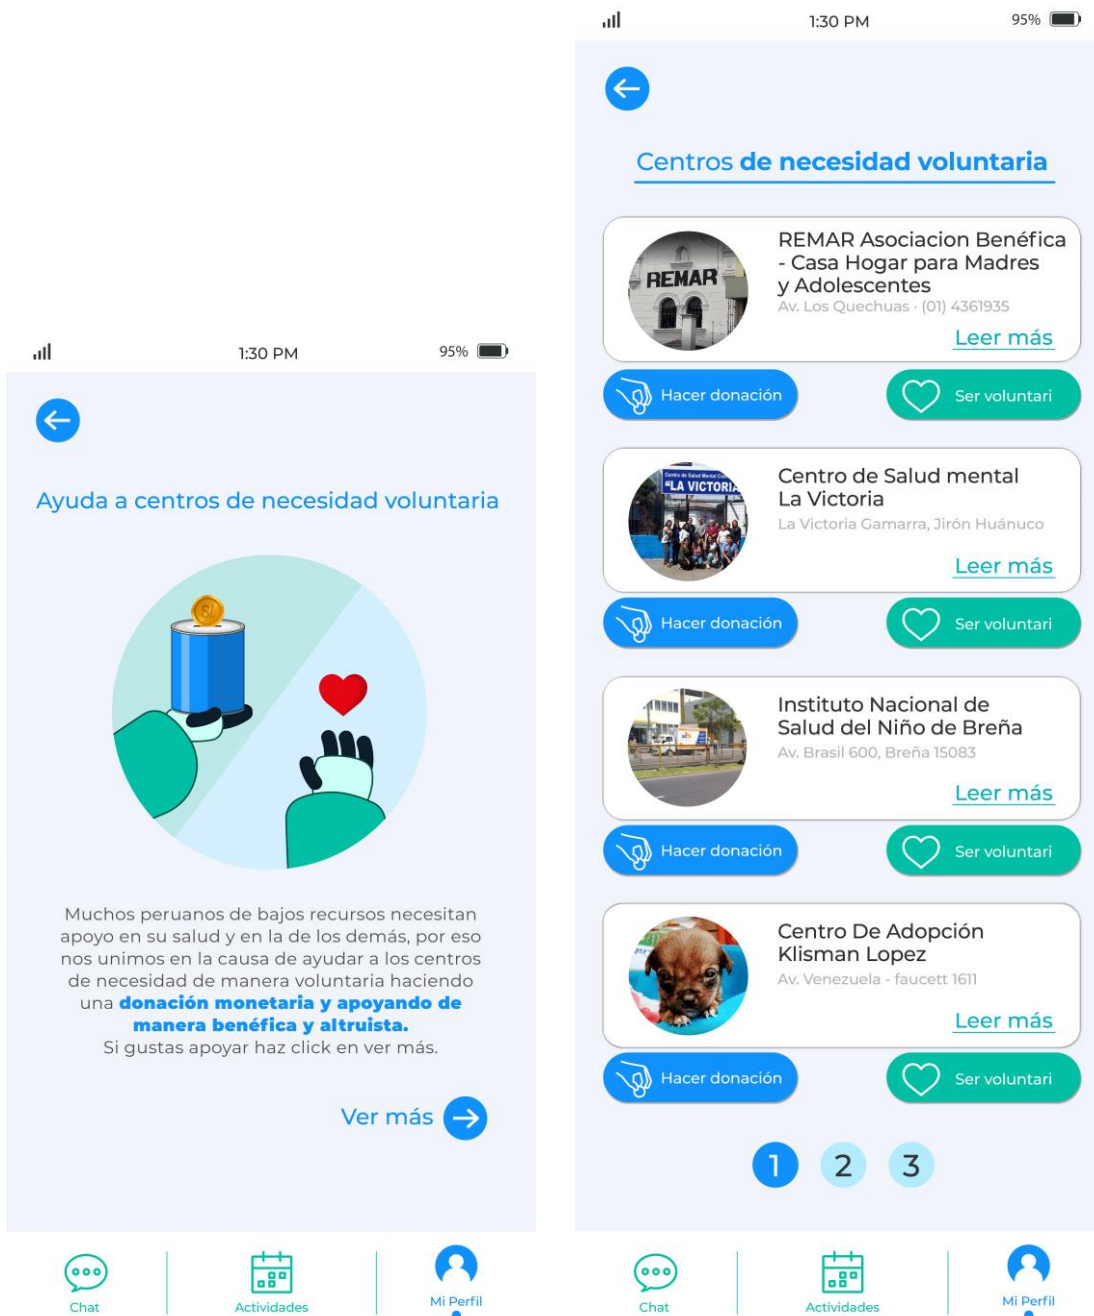 1:30 PM
95%
Ayuda a centros de necesidad voluntaria
S/
Muchos peruanos de bajos recursos necesitan
apoyo en su salud y en la de los demás, por eso
nos unimos en la causa de ayudar a los centros
de necesidad de manera voluntaria haciendo
una donación monetaria y apoyando de
manera benéfica y altruista.
Si gustas apoyar haz click en ver más.
Ver más
Chat
Actividades
Mi Perfil
1:30 PM
95%
Centros de necesidad voluntaria
REMAR
REMAR Asociacion Benéfica
- Casa Hogar para Madres
y Adolescentes
Av. Los Quechuas · (01) 4361935
Leer más
Hacer donación
Ser voluntari
"LA VICTORIA
Centro de Salud mental
La Victoria
La Victoria Gamarra, Jirón Huánuco
Leer más
Hacer donación
Ser voluntari
Instituto Nacional de
Salud del Niño de Breña
Av. Brasil 600, Breña 15083
Leer más
Hacer donación
Ser voluntari
Centro De Adopción
Klisman Lopez
Av. Venezuela - faucett 1611
Leer más
Hacer donación
Ser voluntari
1 2 3
Chat
Actividades
Mi Perfil